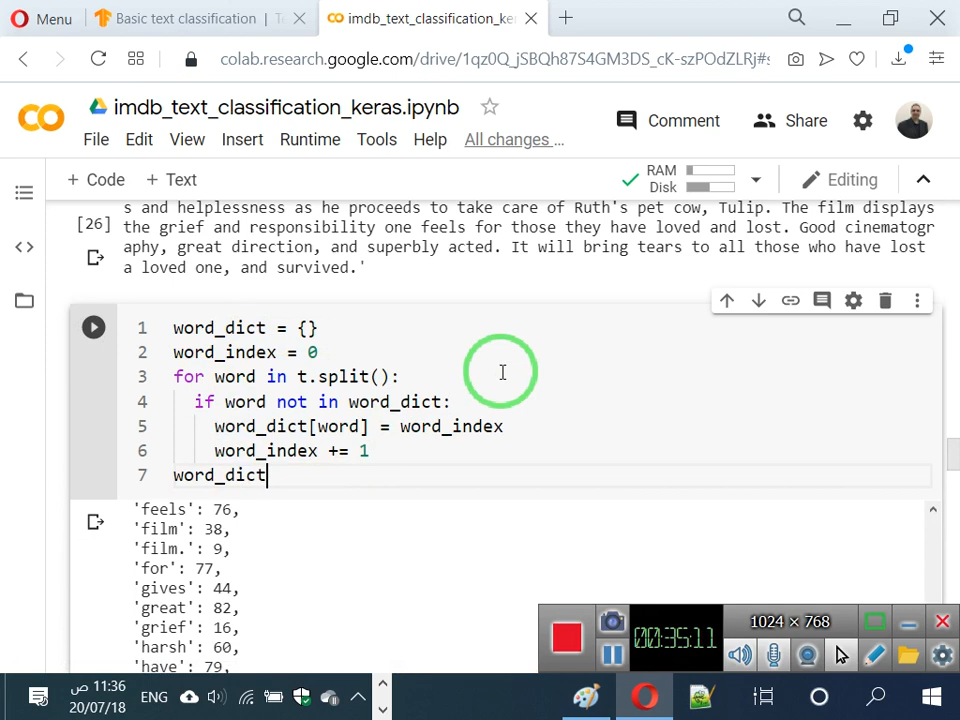 Menu
Basic text classification | Te
imdb_text_classification_ke
colab.research.google.com/drive/1qz0Q_jSBQh87S4GM3DS_cK-szPOdZLRj#s
imdb_text_classification_keras.ipynb
Comment
Share
File Edit View Insert Runtime Tools Help All changes …
+ Code + Text
RAM
Disk
Editing
s and helplessness as he proceeds to take care of Ruth's pet cow, Tulip. The film displays
[26] the grief and responsibility one feels for those they have loved and lost. Good cinematogr
aphy, great direction, and superbly acted. It will bring tears to all those who have lost
a loved one, and survived.'
1 word_dict = {}
2 word_index = 0
3 for word in t.split():
4 if word not in word_dict:
5 word_dict[word] = word_index
6 word_index += 1
7 word_dict
'feels': 76,
'film': 38,
'film.': 9,
'for': 77,
'gives': 44,
'great': 82,
'grief': 16,
'harsh': 60,
'have': 79,
1024 × 768
00:35:11
11:36 ص
ENG
20/07/18